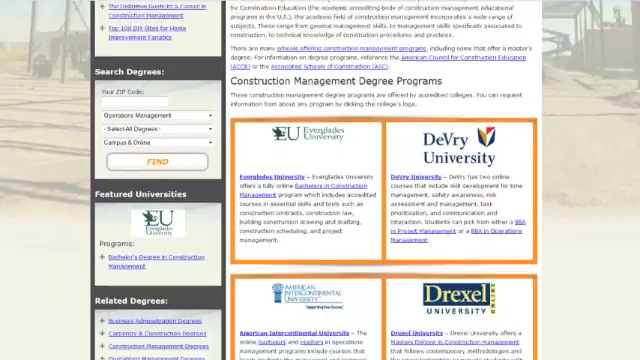 The Definitive Guide to a Career in
Construction Management
Top 100 DIY Sites for Home
Improvement Fanatics
Search Degrees:
Your ZIP Code:
Operations Management
- Select All Degrees -
Campus & Online
FIND
Featured Universities
EU
Everglades
University
Programs:
Bachelor's Degree in Construction
Management
Related Degrees:
Business Administration Degrees
Carpentry & Construction Degrees
Construction Management Degrees
Operations Management Degrees
for Construction Education (the academic accrediting body of construction management educational
programs in the U.S.), the academic field of construction management incorporates a wide range of
subjects. These range from general management skills, to management skills specifically associated to
construction, to technical knowledge of construction procedures and practices.
There are many schools offering construction management programs, including some that offer a master's
degree. For information on degree programs, reference the American Council for Construction Education
(ACCE) or the Associated Schools of Construction (ASC).
Construction Management Degree Programs
These construction management degree programs are offered by accredited colleges. You can request
information from about any program by clicking the college's logo.
EU Everglades
University
Everglades University – Everglades University
offers a fully online Bachelors in Construction
Management program which includes accredited
courses in essential skills and tools such as
construction contracts, construction law,
building construction drawing and drafting,
construction scheduling, and project
management.
DeVry
University
DeVry University – DeVry has two online
courses that include skill development for time
management, safety awareness, risk
assessment and management, task
prioritization, and communication and
interaction. Students can pick from either a BBA
in Project Management or a BBA in Operations
Management.
AMERICAN
INTERCONTINENTAL
UNIVERSITY
American Intercontinental University – The
online bachelors and masters in operations
management programs include courses that
Drexel
UNIVERSITY
ONLINE
Drexel University – Drexel University offers a
Masters Degree in Construction Management
that follows contemporary methodologies and